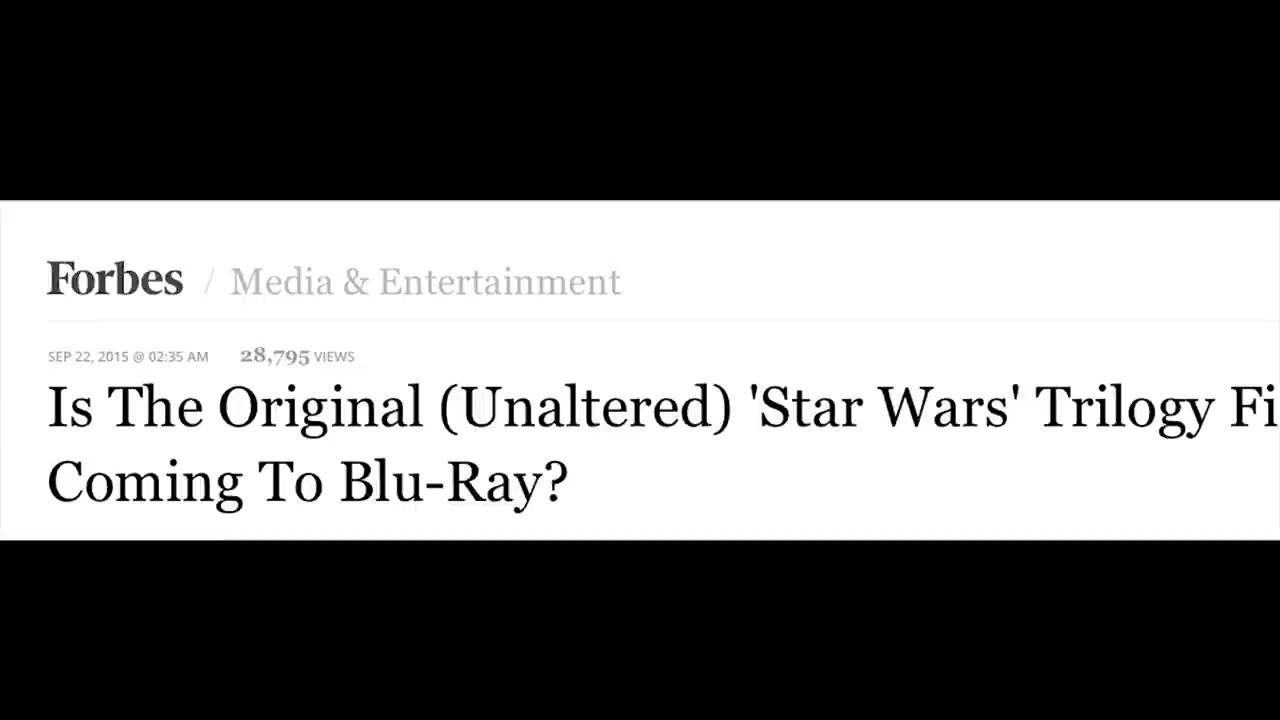 Forbes / Media & Entertainment
SEP 22, 2015 @ 02:35 AM 28,795 VIEWS
Is The Original (Unaltered) 'Star Wars' Trilogy
Coming To Blu-Ray?